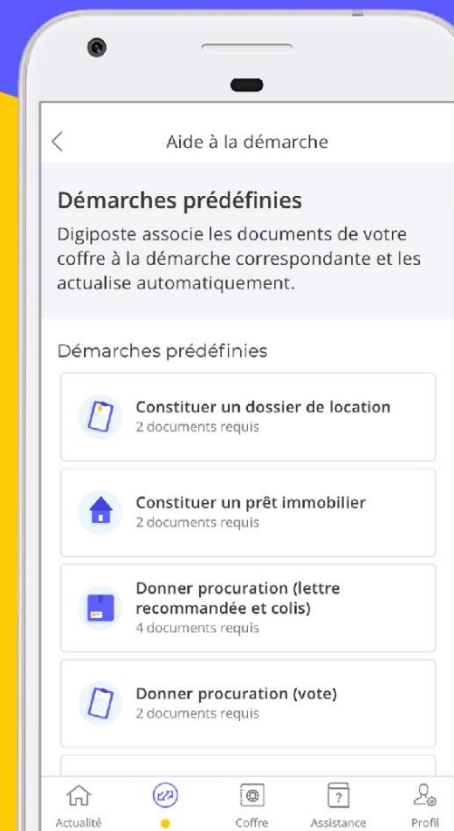 Aide à la démarche
Démarches prédéfinies
Digiposte associe les documents de votre
coffre à la démarche correspondante et les
actualise automatiquement.
Démarches prédéfinies
Constituer un dossier de location
2 documents requis
Constituer un prêt immobilier
2 documents requis
Donner procuration (lettre
recommandée et colis)
4 documents requis
Donner procuration (vote)
2 documents requis
?
Actualité
Coffre
Assistance
Profil